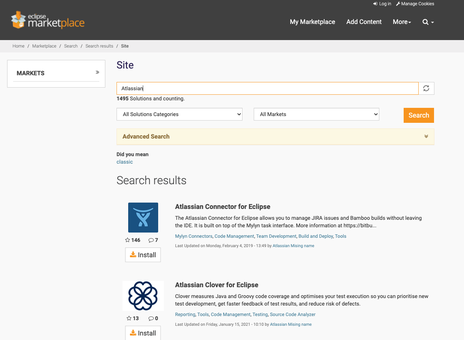 Log in
Manage Cookies
eclipse
marketplace
My Marketplace
Add Content
More
Home / Marketplace / Search / Search results / Site
MARKETS
Site
Atlassian
1495 Solutions and counting.
All Solutions Categories
All Markets
Search
Advanced Search
Did you mean
classic
Search results
Atlassian Connector for Eclipse
The Atlassian Connector for Eclipse allows you to manage JIRA issues and Bamboo builds without leaving
the IDE. It is built on top of the Mylyn task interface. More information at https://bitbu...
Mylyn Connectors, Code Management, Team Development, Build and Deploy, Tools
146 7
Last Updated on Monday, February 4, 2019 - 13:49 by Atlassian Missing name
Install
Atlassian Clover for Eclipse
Clover measures Java and Groovy code coverage and optimises your test execution so you can prioritise new
test development, get faster feedback of test results, and reduce risk of defects.
Reporting, Tools, Code Management, Testing, Source Code Analyzer
13 0
Last Updated on Friday, January 15, 2021 - 10:15 by Atlassian Missing name
Install